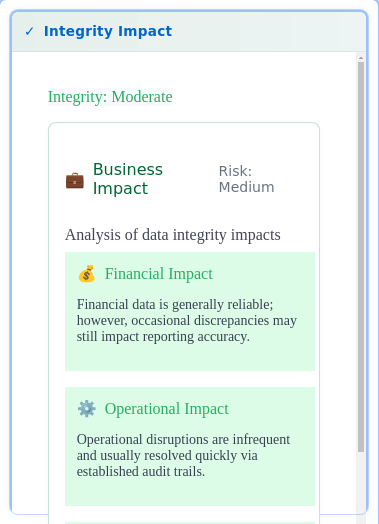 ✓ Integrity Impact
Integrity: Moderate
💼 Business
Impact
Risk:
Medium
Analysis of data integrity impacts
💰 Financial Impact
Financial data is generally reliable;
however, occasional discrepancies may
still impact reporting accuracy.
⚙️ Operational Impact
Operational disruptions are infrequent
and usually resolved quickly via
established audit trails.